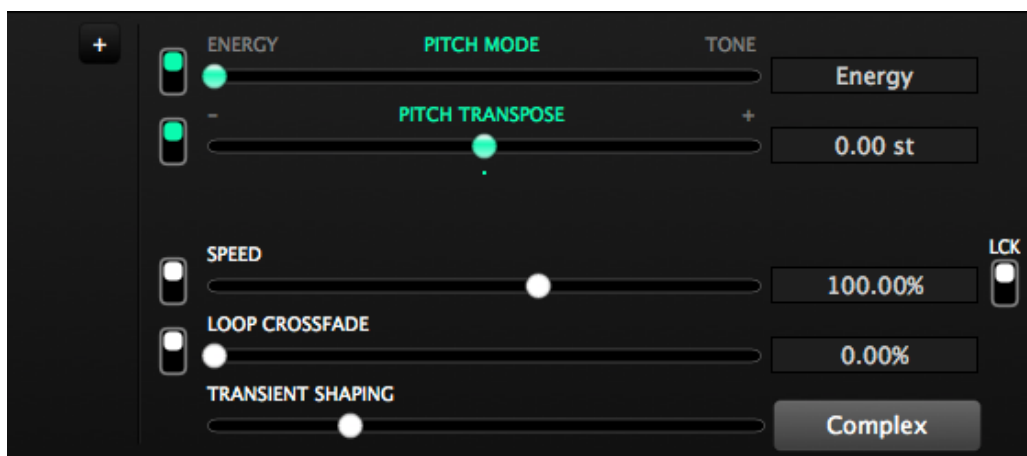 +
ENERGY PITCH MODE TONE
Energy
- PITCH TRANSPOSE +
0.00 st
SPEED
LCK
100.00%
LOOP CROSSFADE
0.00%
TRANSIENT SHAPING
Complex